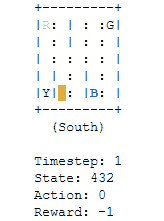 +---------+
|R: | : :G|
| : | : : |
| : : : : |
| | : | : |
|Y| : |B: |
+---------+
(South)
Timestep: 1
State: 432
Action: 0
Reward: -1